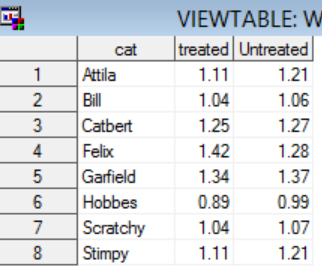 VIEWTABLE: W
cat treated Untreated
1 Attila 1.11 1.21
2 Bill 1.04 1.06
3 Catbert 1.25 1.27
4 Felix 1.42 1.28
5 Garfield 1.34 1.37
6 Hobbes 0.89 0.99
7 Scratchy 1.04 1.07
8 Stimpy 1.11 1.21